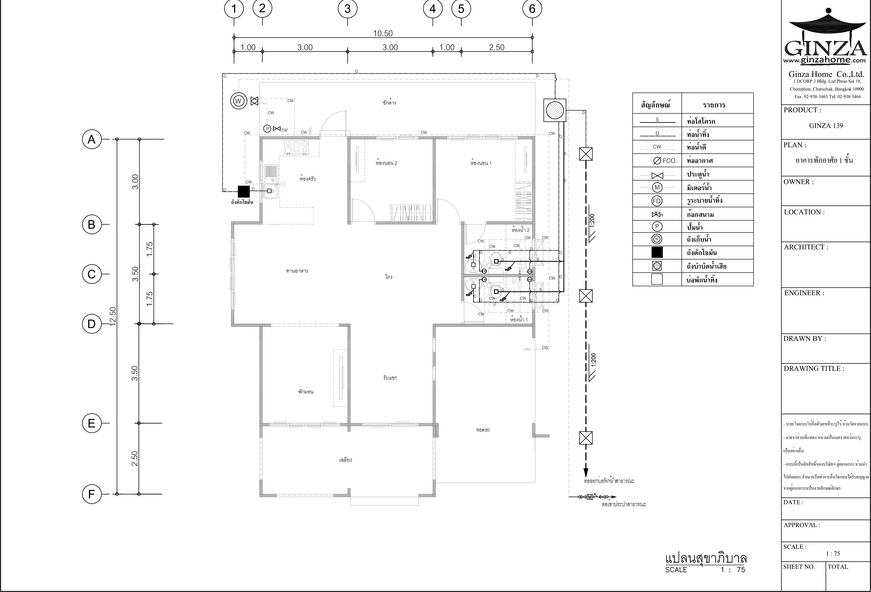 1 2 3 4 5 6
10.50
1.00 3.00 3.00 1.00 2.50
A
B
C
D
E
F
3.00
3.50
1.75
1.75
12.50
3.50
2.50
ซักล้าง
ห้องครัว
ห้องนอน 2
ห้องนอน 1
ถังดักไขมัน
ห้องน้ำ 2
ทานอาหาร
โถง
ห้องน้ำ 1
พักผ่อน
รับแขก
จอดรถ
เฉลียง
1:200
1:200
ต่อออกบ่อพักน้ำสาธารณะ
ต่อเข้าประปาสาธารณะ
แปลนสุขาภิบาล
SCALE 1 : 75
สัญลักษณ์ รายการ
S ท่อโสโครก
D ท่อน้ำทิ้ง
CW ท่อน้ำดี
FCO. ท่ออากาศ
ประตูน้ำ
M มิเตอร์น้ำ
FD รูระบายน้ำทิ้ง
ก๊อกสนาม
P ปั๊มน้ำ
ถังเก็บน้ำ
ถังดักไขมัน
ถังบำบัดน้ำเสีย
บ่อพักน้ำทิ้ง
GINZA
www.ginzahome.com
Ginza Home Co.,Ltd.
1 DCORP 2 Bldg. Lad Phrao Soi 19,
Chomphon, Chatuchak, Bangkok 10900
Fax. 02-938-3463 Tel. 02-938-3464
PRODUCT :
GINZA 139
PLAN :
อาคารพักอาศัย 1 ชั้น
OWNER :
LOCATION :
ARCHITECT :
ENGINEER :
DRAWN BY :
DRAWING TITLE :
DATE :
APPROVAL :
SCALE :
1 : 75
SHEET NO. TOTAL